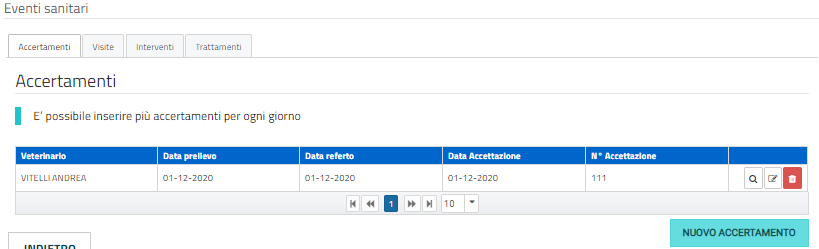 Eventi sanitari
Accertamenti Visite Interventi Trattamenti
Accertamenti
E' possibile inserire più accertamenti per ogni giorno
Veterinario Data prelievo Data referto Data Accettazione N° Accettazione
VITELLI ANDREA 01-12-2020 01-12-2020 01-12-2020 111
1 10
NUOVO ACCERTAMENTO
INDIETRO